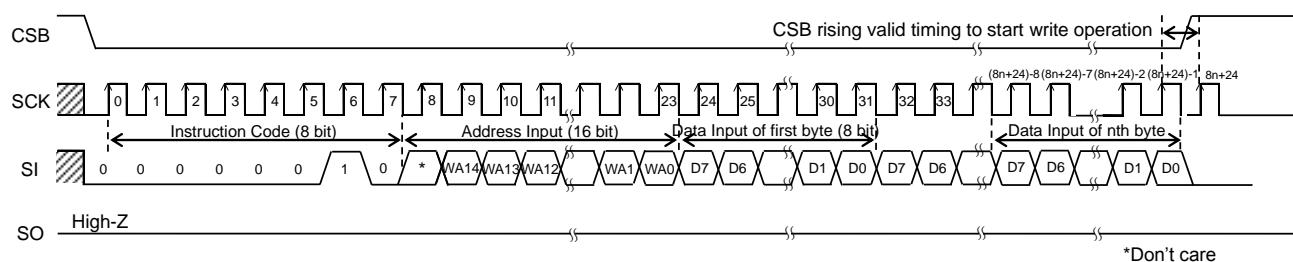 CSB
CSB rising valid timing to start write operation
(8n+24)-8 (8n+24)-7 (8n+24)-2 (8n+24)-1 8n+24
SCK 0 1 2 3 4 5 6 7 8 9 10 11 23 24 25 30 31 32 33
Instruction Code (8 bit) Address Input (16 bit) Data Input of first byte (8 bit) Data Input of nth byte
SI 0 0 0 0 0 0 1 0 * WA14 WA13 WA12 WA1 WA0 D7 D6 D1 D0 D7 D6 D7 D6 D1 D0
High-Z
SO
*Don't care